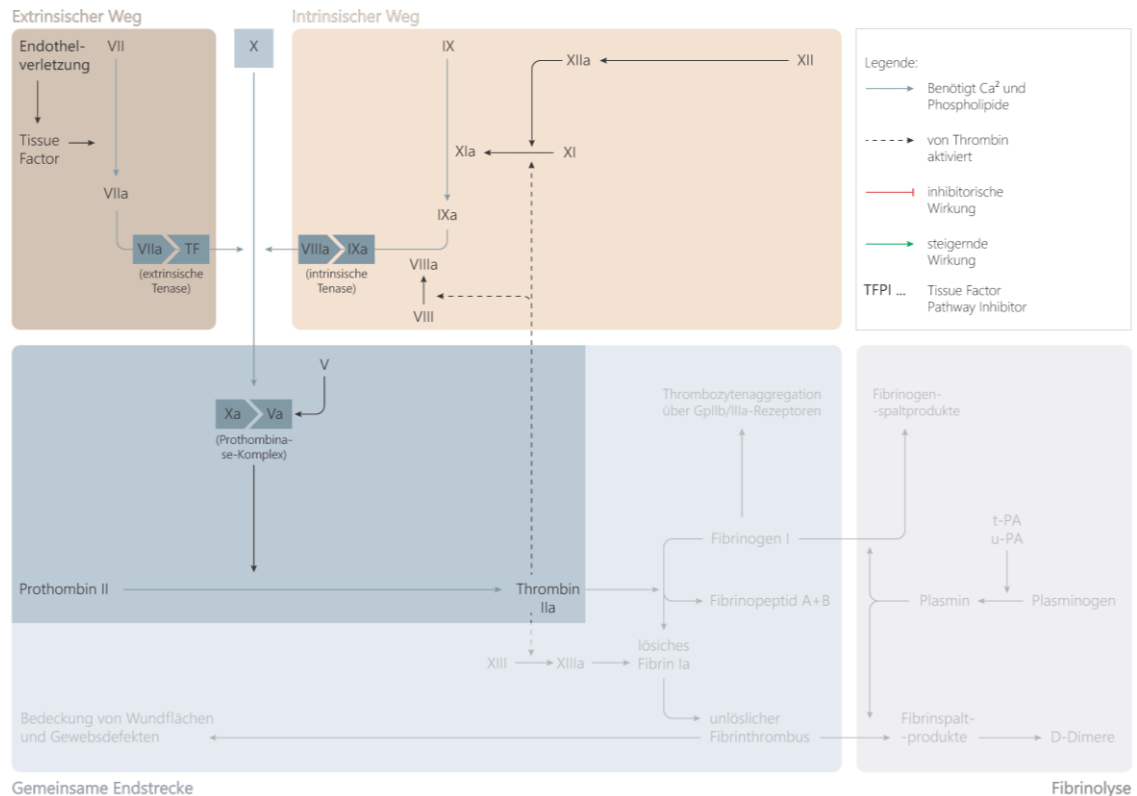 Extrinsischer Weg
Intrinsischer Weg
Endothel-
verletzung
VII
X
IX
XIIa
XII
Tissue
Factor
XIa
XI
VIIa
IXa
VIIa
TF
(extrinsische
Tenase)
VIIIa
IXa
(intrinsische
Tenase)
VIIIa
VIII
Legende:
Benötigt Ca² und
Phospholipide
von Thrombin
aktiviert
inhibitorische
Wirkung
steigernde
Wirkung
TFPI ...
Tissue Factor
Pathway Inhibitor
V
Xa
Va
(Prothombina-
se-Komplex)
Thrombozytenaggregation
über GpIIb/IIIa-Rezeptoren
Fibrinogen-
-spaltprodukte
Fibrinogen I
t-PA
u-PA
Prothombin II
Thrombin
IIa
Fibrinopeptid A+B
Plasmin
Plasminogen
XIII
XIIIa
lösiches
Fibrin Ia
Bedeckung von Wundflächen
und Gewebsdefekten
unlöslicher
Fibrinthrombus
Fibrinspalt-
-produkte
D-Dimere
Gemeinsame Endstrecke
Fibrinolyse